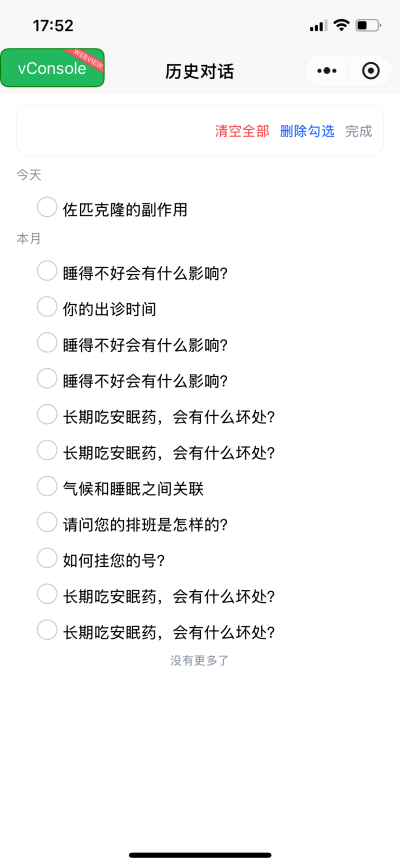 17:52
vConsole
WEBVIEW
历史对话
清空全部 删除勾选 完成
今天
佐匹克隆的副作用
本月
睡得不好会有什么影响?
你的出诊时间
睡得不好会有什么影响?
睡得不好会有什么影响?
长期吃安眠药，会有什么坏处?
长期吃安眠药，会有什么坏处?
气候和睡眠之间关联
请问您的排班是怎样的?
如何挂您的号?
长期吃安眠药，会有什么坏处?
长期吃安眠药，会有什么坏处?
没有更多了